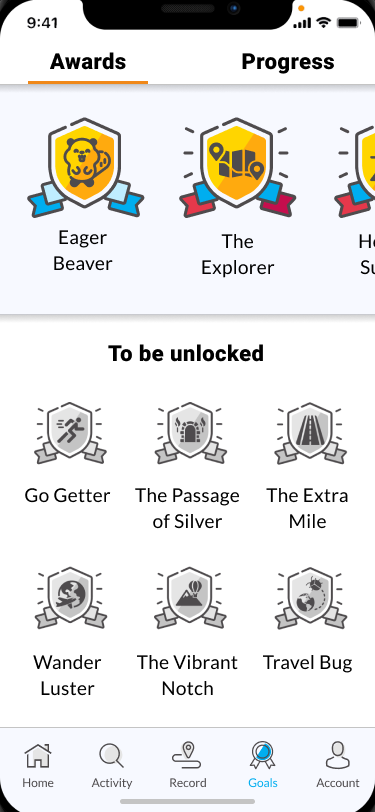 9:41
Awards Progress
Eager
Beaver
The
Explorer
To be unlocked
Go Getter
The Passage
of Silver
The Extra
Mile
Wander
Luster
The Vibrant
Notch
Travel Bug
Home Activity Record Goals Account